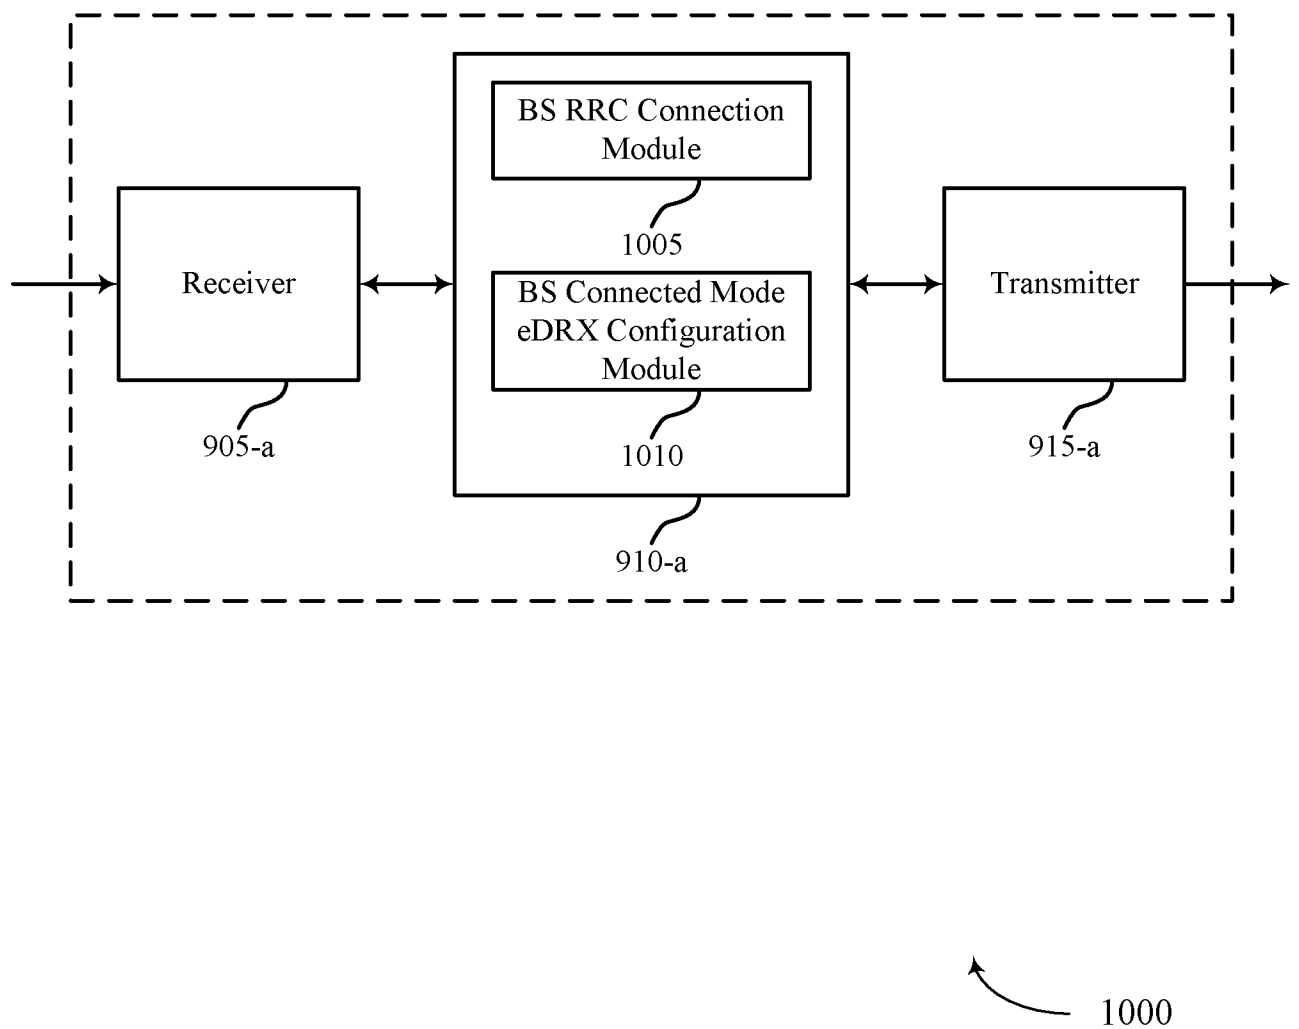 BS RRC Connection
Module
1005
Receiver
905-a
BS Connected Mode
eDRX Configuration
Module
1010
910-a
Transmitter
915-a
1000